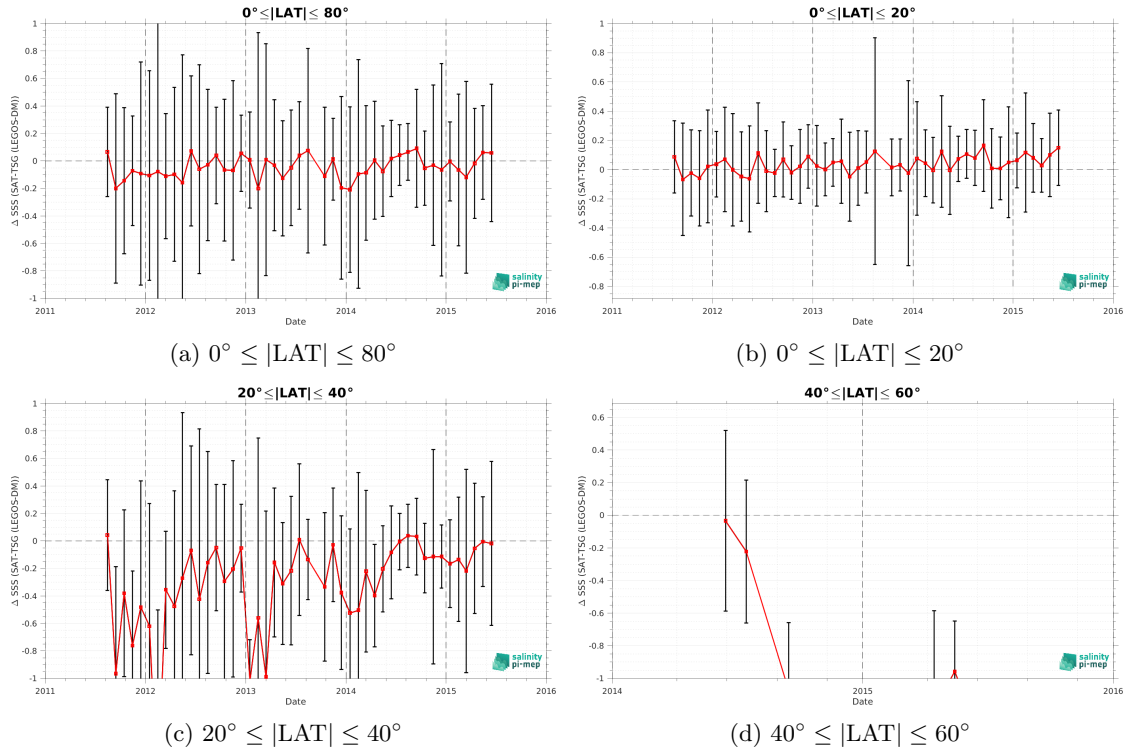 0°≤|LAT|≤ 80°
Δ SSS (SAT-TSG (LEGOS-DM))
1
0.8
0.6
0.4
0.2
0
-0.2
-0.4
-0.6
-0.8
-1
2011 2012 2013 2014 2015 2016
Date
salinity
pi-mep
(a) 0° ≤ |LAT| ≤ 80°
0°≤|LAT|≤ 20°
Δ SSS (SAT-TSG (LEGOS-DM))
1
0.8
0.6
0.4
0.2
0
-0.2
-0.4
-0.6
-0.8
2011 2012 2013 2014 2015 2016
Date
salinity
pi-mep
(b) 0° ≤ |LAT| ≤ 20°
20°≤|LAT|≤ 40°
Δ SSS (SAT-TSG (LEGOS-DM))
1
0.8
0.6
0.4
0.2
0
-0.2
-0.4
-0.6
-0.8
-1
2011 2012 2013 2014 2015 2016
Date
salinity
pi-mep
(c) 20° ≤ |LAT| ≤ 40°
40°≤|LAT|≤ 60°
Δ SSS (SAT-TSG (LEGOS-DM))
0.6
0.4
0.2
0
-0.2
-0.4
-0.6
-0.8
-1
2014 2015 2016
Date
salinity
pi-mep
(d) 40° ≤ |LAT| ≤ 60°